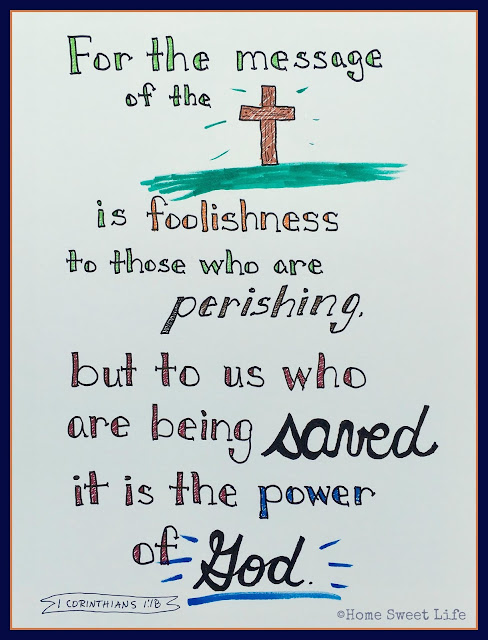 For the message
of the
is foolishness
to those who are
perishing,
but to us who
are being saved
it is the power
of God.
1 CORINTHIANS 1:18
©Home Sweet Life